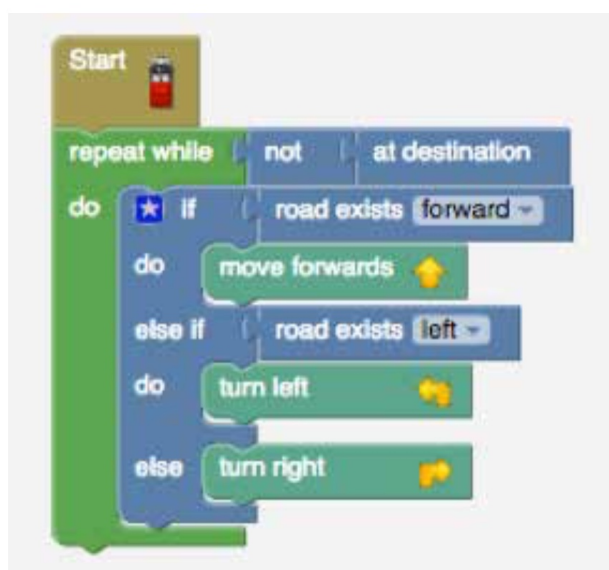 Start
repeat while not at destination
do if road exists forward
do move forwards
else if road exists left
do turn left
else turn right